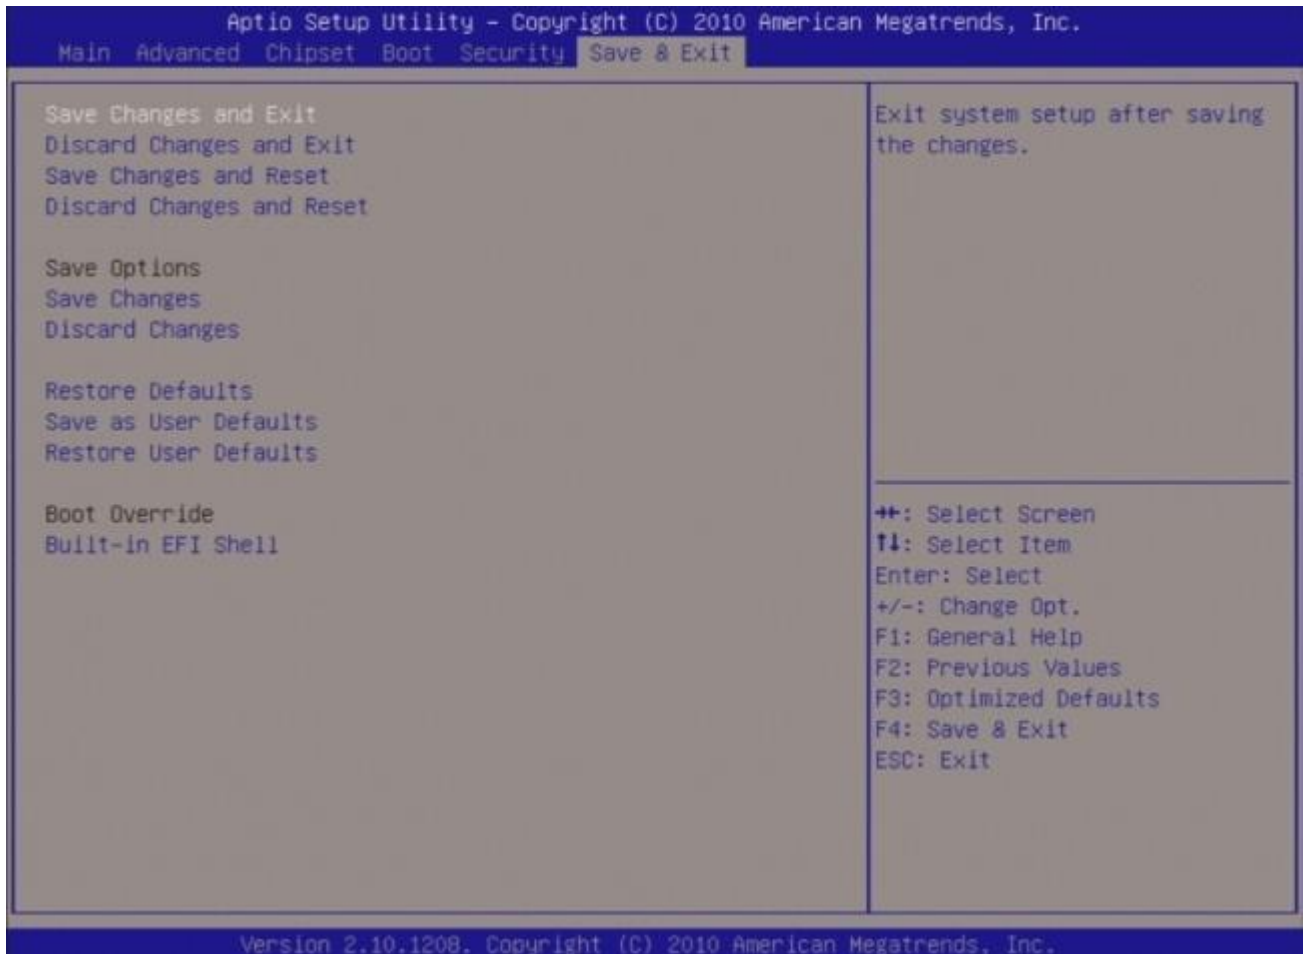 Aptio Setup Utility – Copyright (C) 2010 American Megatrends, Inc.
Main Advanced Chipset Boot Security Save & Exit
Save Changes and Exit
Discard Changes and Exit
Save Changes and Reset
Discard Changes and Reset
Save Options
Save Changes
Discard Changes
Restore Defaults
Save as User Defaults
Restore User Defaults
Boot Override
Built-in EFI Shell
Exit system setup after saving
the changes.
→←: Select Screen
↑↓: Select Item
Enter: Select
+/-: Change Opt.
F1: General Help
F2: Previous Values
F3: Optimized Defaults
F4: Save & Exit
ESC: Exit
Version 2.10.1208. Copyright (C) 2010 American Megatrends, Inc.